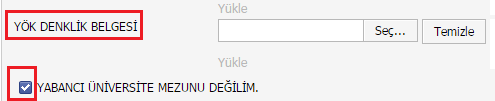 Yükle
YÖK DENKLİK BELGESİ Seç... Temizle
Yükle
YABANCI ÜNİVERSİTE MEZUNU DEĞİLİM.